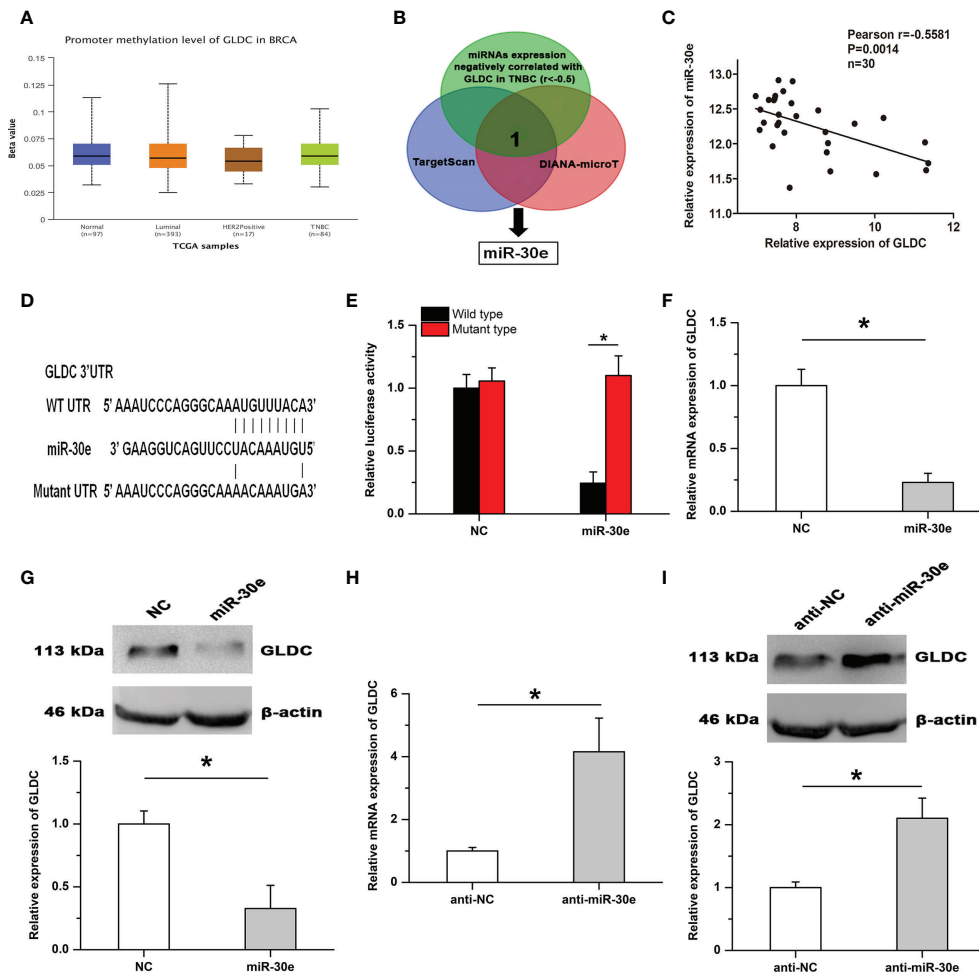 A
Promoter methylation level of GLDC in BRCA
Beta value
0.15
0.125
0.1
0.075
0.05
0.025
0
Normal
(n=97)
Luminal
(n=393)
HER2Positive
(n=17)
TNBC
(n=84)
TCGA samples
B
miRNAs expression
negatively correlated with
GLDC in TNBC (r<-0.5)
1
TargetScan
DIANA-microT
miR-30e
C
Pearson r=-0.5581
P=0.0014
n=30
Relative expression of miR-30e
13.0
12.5
12.0
11.5
11.0
8 10 12
Relative expression of GLDC
D
GLDC 3'UTR
WT UTR 5' AAAUCCCAGGGCAAAUGUUUACA3'
miR-30e 3' GAAGGUCAGUUCCUACAAAUGU5'
Mutant UTR 5' AAAUCCCAGGGCAAAACAAAUGA3'
E
Wild type
Mutant type
Relative luciferase activity
1.5
1.0
0.5
0.0
*
NC miR-30e
F
Relative mRNA expression of GLDC
1.5
1.0
0.5
0.0
*
NC miR-30e
G
NC miR-30e
113 kDa GLDC
46 kDa β-actin
Relative expression of GLDC
1.5
1.0
0.5
0.0
*
NC miR-30e
H
Relative mRNA expression of GLDC
6
4
2
0
*
anti-NC anti-miR-30e
I
anti-NC anti-miR-30e
113 kDa GLDC
46 kDa β-actin
Relative expression of GLDC
3
2
1
0
*
anti-NC anti-miR-30e